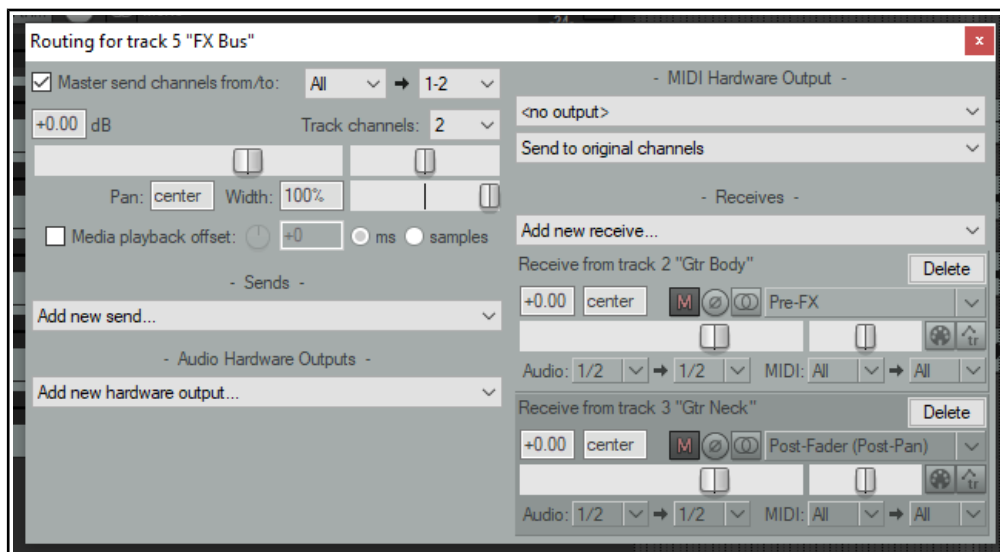 24
Routing for track 5 "FX Bus"
x
Master send channels from/to: All 1-2
+0.00 dB Track channels: 2
Pan: center Width: 100%
Media playback offset: +0 ms samples
- Sends -
Add new send...
- Audio Hardware Outputs -
Add new hardware output...
- MIDI Hardware Output -
<no output>
Send to original channels
- Receives -
Add new receive...
Receive from track 2 "Gtr Body" Delete
+0.00 center M Pre-FX
tr
Audio: 1/2 1/2 MIDI: All All
Receive from track 3 "Gtr Neck" Delete
+0.00 center M Post-Fader (Post-Pan)
tr
Audio: 1/2 1/2 MIDI: All All